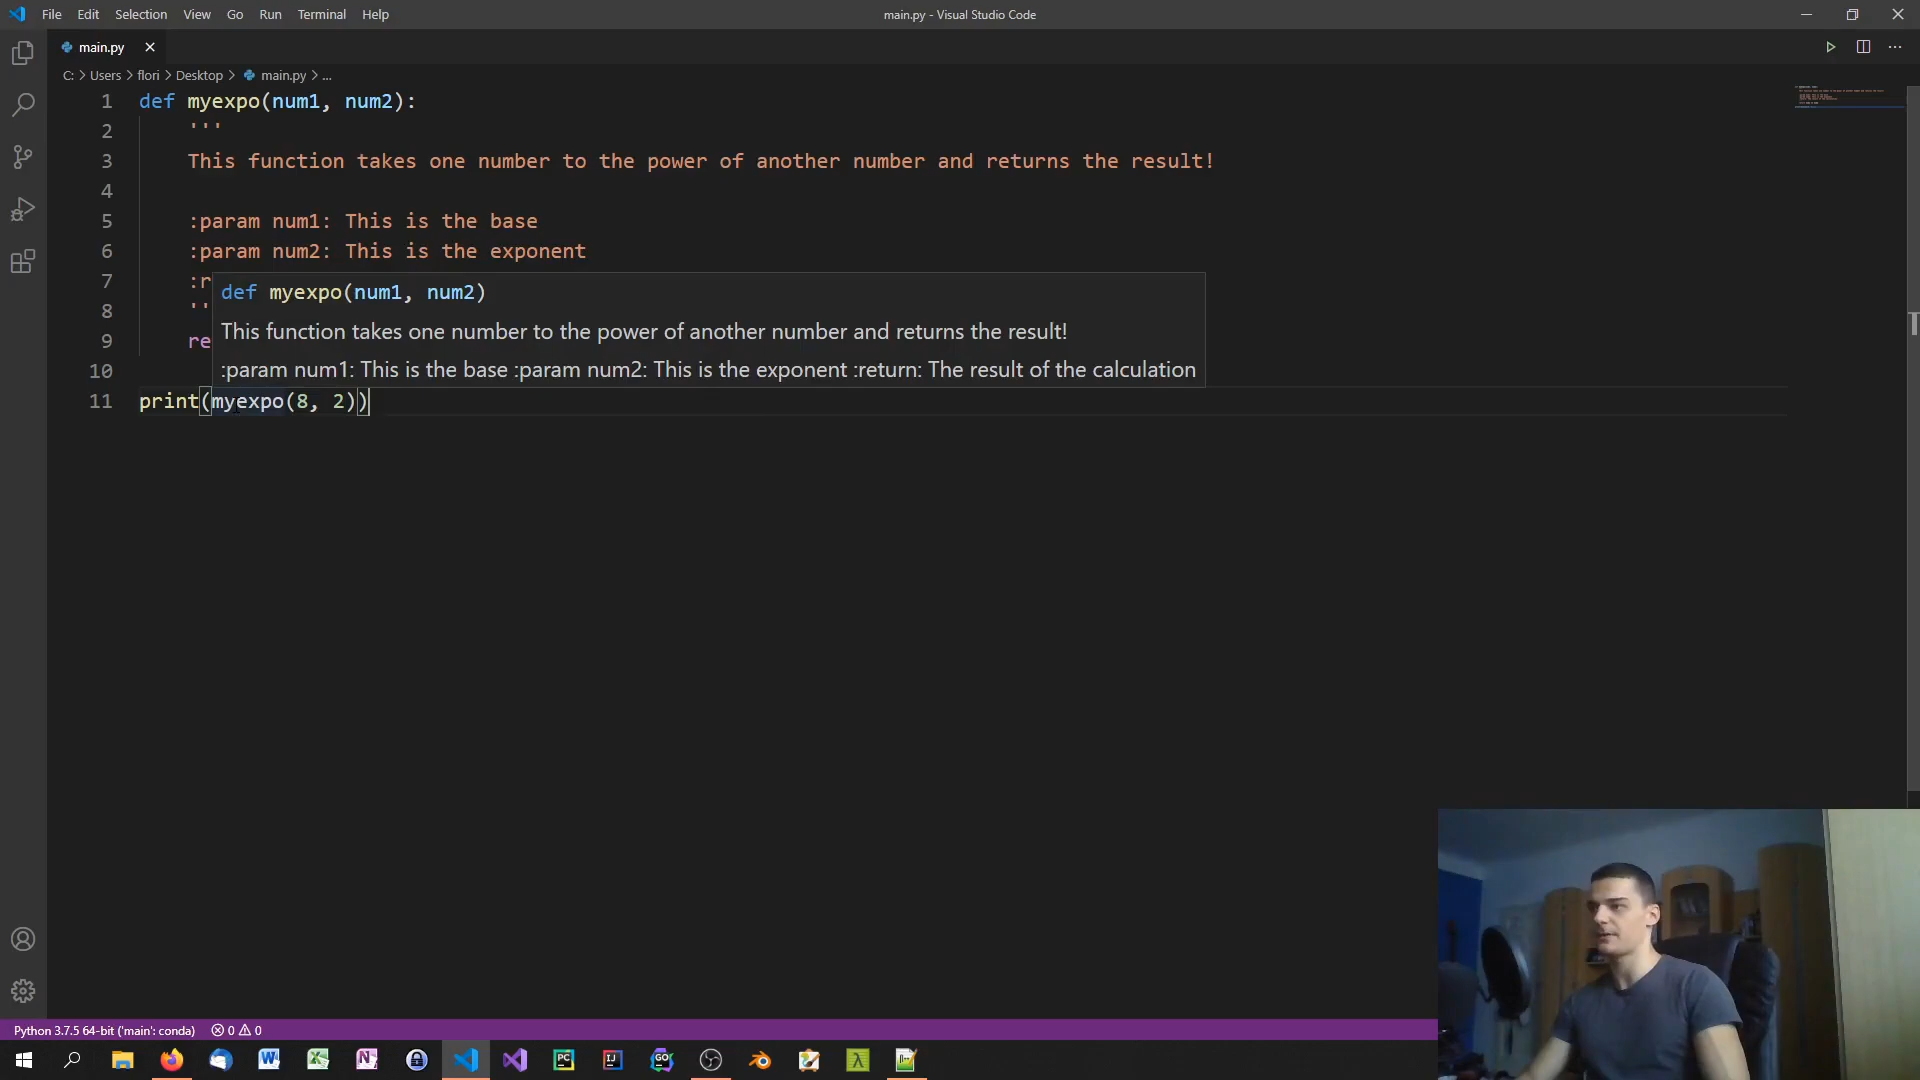 File Edit Selection View Go Run Terminal Help
main.py - Visual Studio Code
main.py
C: > Users > flori > Desktop > main.py > ...
1 def myexpo(num1, num2):
2 '''
3 This function takes one number to the power of another number and returns the result!
4
5 :param num1: This is the base
6 :param num2: This is the exponent
7 :r
8 ''
9 re
10
def myexpo(num1, num2)
This function takes one number to the power of another number and returns the result!
:param num1: This is the base :param num2: This is the exponent :return: The result of the calculation
11 print(myexpo(8, 2))
Python 3.7.5 64-bit ('main': conda) 0 0